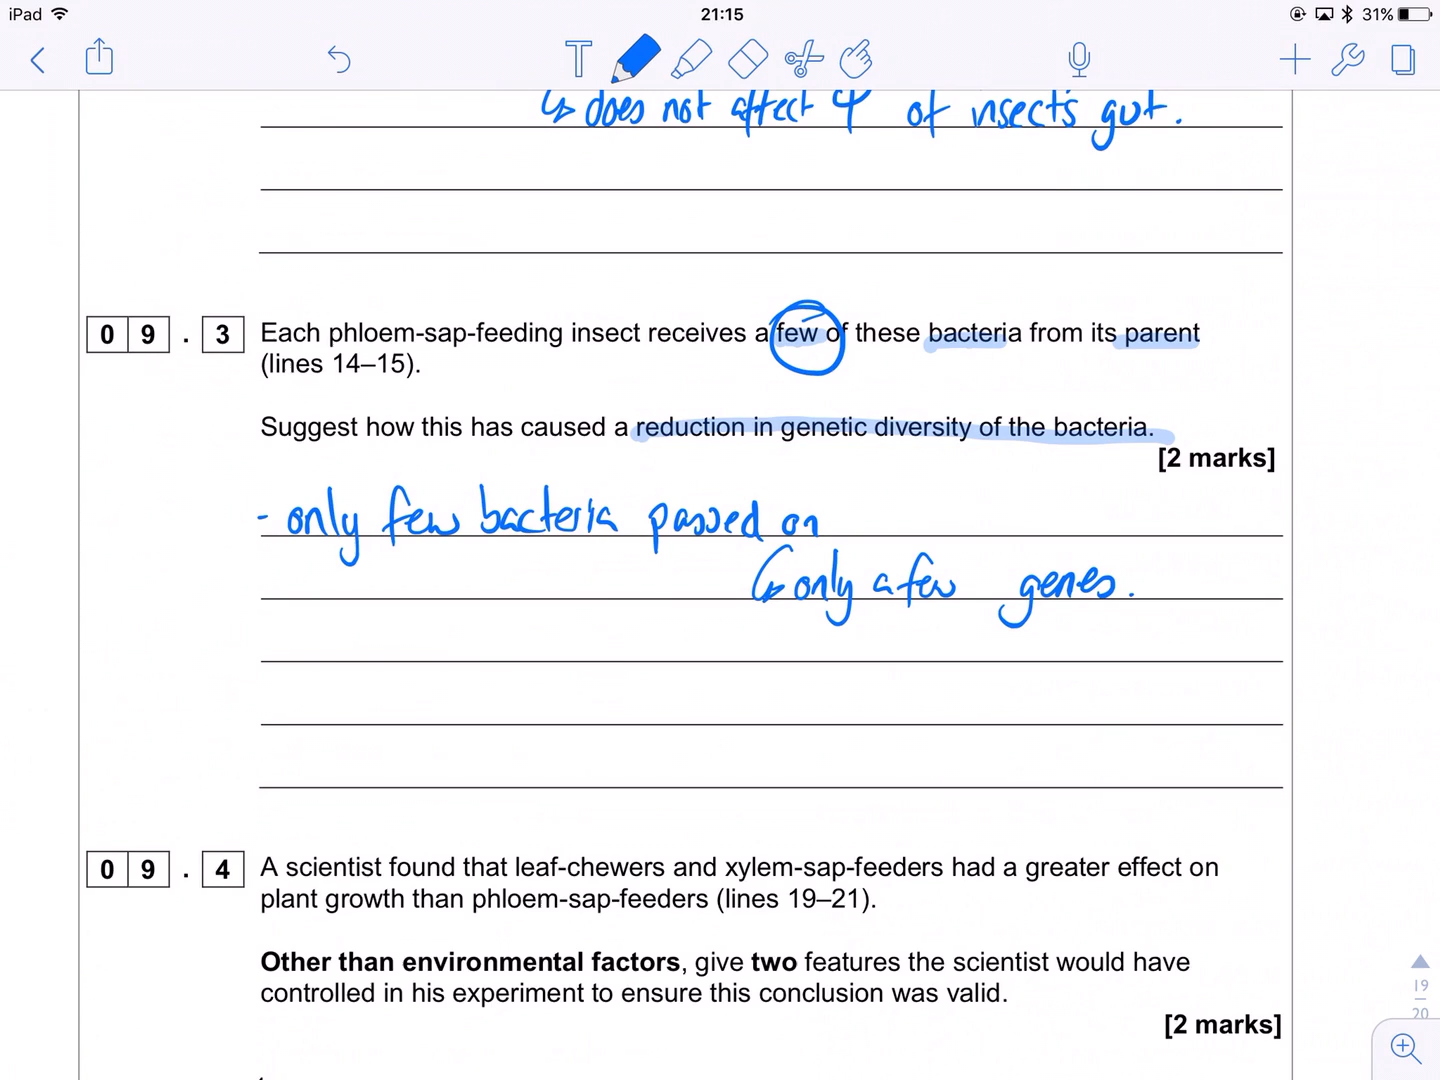 iPad 21:15 31%
T
↳ does not affect Ψ of insect's gut.
0 9 . 3 Each phloem-sap-feeding insect receives a few of these bacteria from its parent
(lines 14–15).
Suggest how this has caused a reduction in genetic diversity of the bacteria.
[2 marks]
- only few bacteria passed on
↳ only a few genes.
0 9 . 4 A scientist found that leaf-chewers and xylem-sap-feeders had a greater effect on
plant growth than phloem-sap-feeders (lines 19–21).
Other than environmental factors, give two features the scientist would have
controlled in his experiment to ensure this conclusion was valid.
[2 marks]
19
20